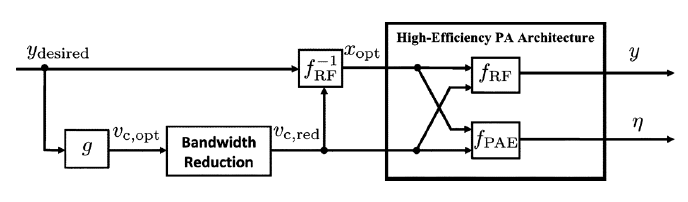 High-Efficiency PA Architecture
y_desired
x_opt
f_RF^{-1}
f_RF
y
g
v_c,opt
Bandwidth
Reduction
v_c,red
f_PAE
η